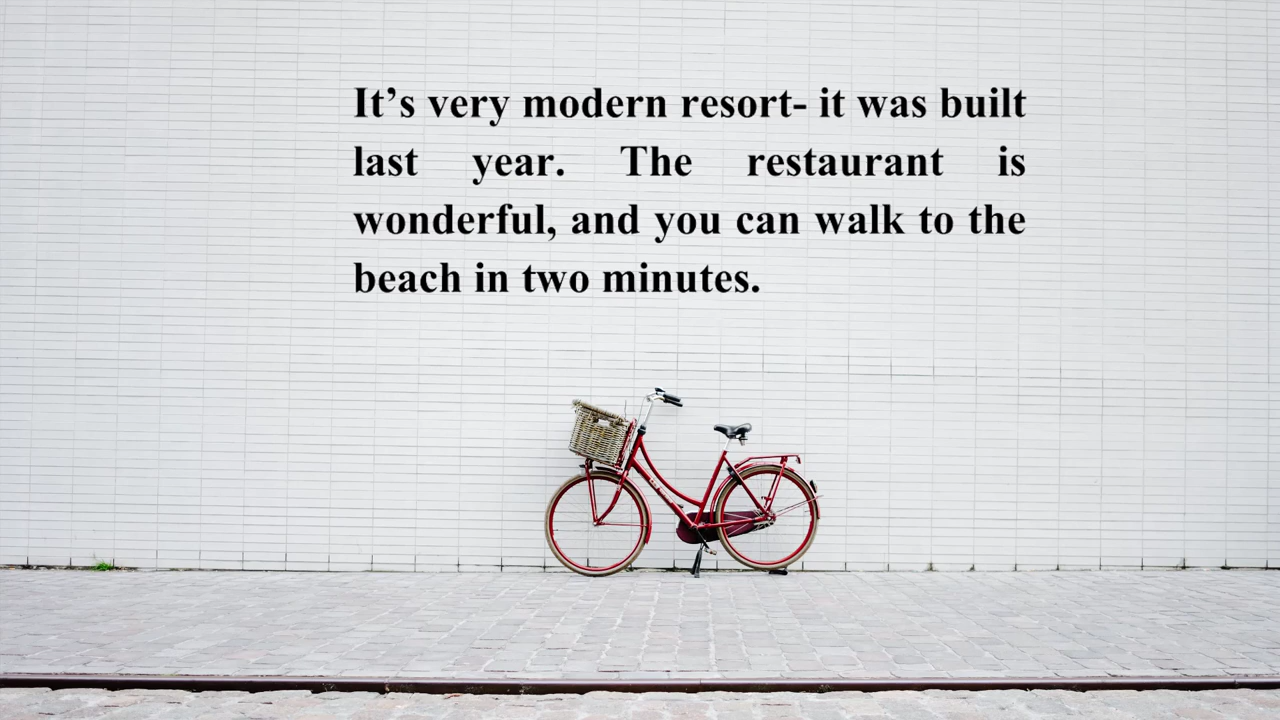 It’s very modern resort- it was built
last year. The restaurant is
wonderful, and you can walk to the
beach in two minutes.